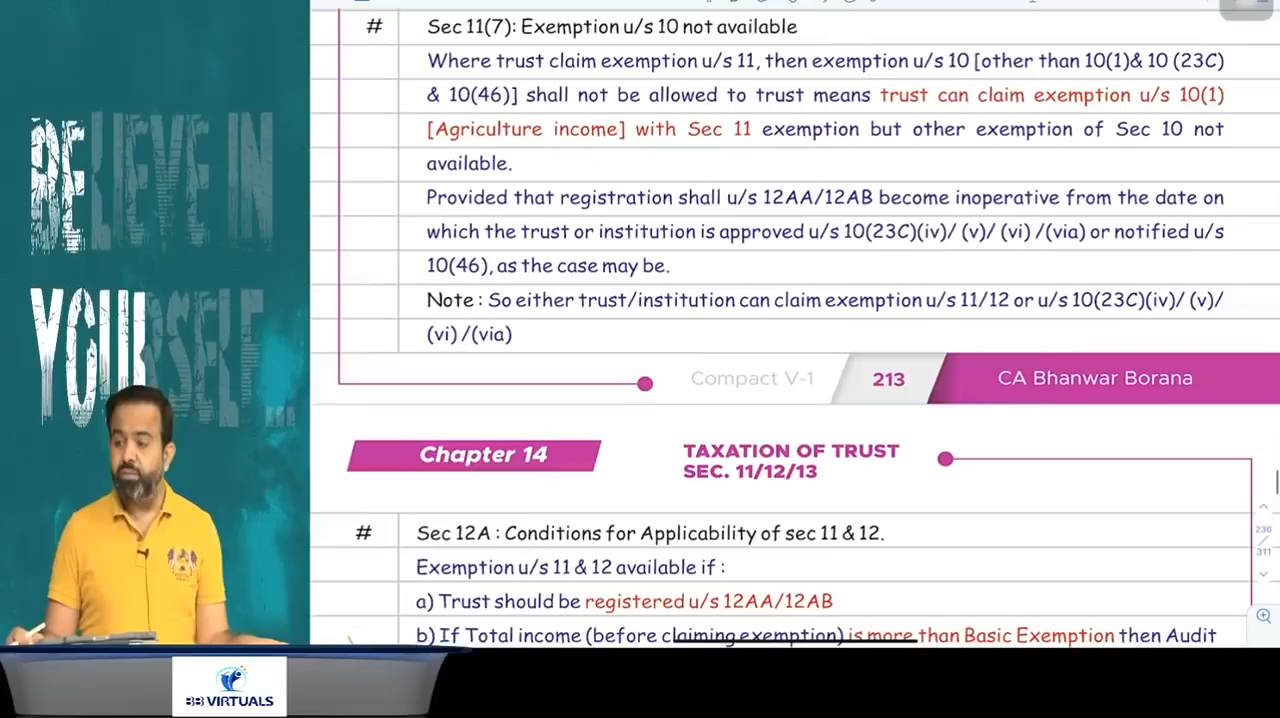 BELIEVE IN
YOURSELF...
# Sec 11(7): Exemption u/s 10 not available
Where trust claim exemption u/s 11, then exemption u/s 10 [other than 10(1)& 10 (23C)
& 10(46)] shall not be allowed to trust means trust can claim exemption u/s 10(1)
[Agriculture income] with Sec 11 exemption but other exemption of Sec 10 not
available.
Provided that registration shall u/s 12AA/12AB become inoperative from the date on
which the trust or institution is approved u/s 10(23C)(iv)/ (v)/ (vi) /(via) or notified u/s
10(46), as the case may be.
Note : So either trust/institution can claim exemption u/s 11/12 or u/s 10(23C)(iv)/ (v)/
(vi) /(via)
Compact V-1 213 CA Bhanwar Borana
Chapter 14 TAXATION OF TRUST
SEC. 11/12/13
# Sec 12A : Conditions for Applicability of sec 11 & 12.
Exemption u/s 11 & 12 available if :
a) Trust should be registered u/s 12AA/12AB
b) If Total income (before claiming exemption) is more than Basic Exemption then Audit
236
/
311
BB VIRTUALS